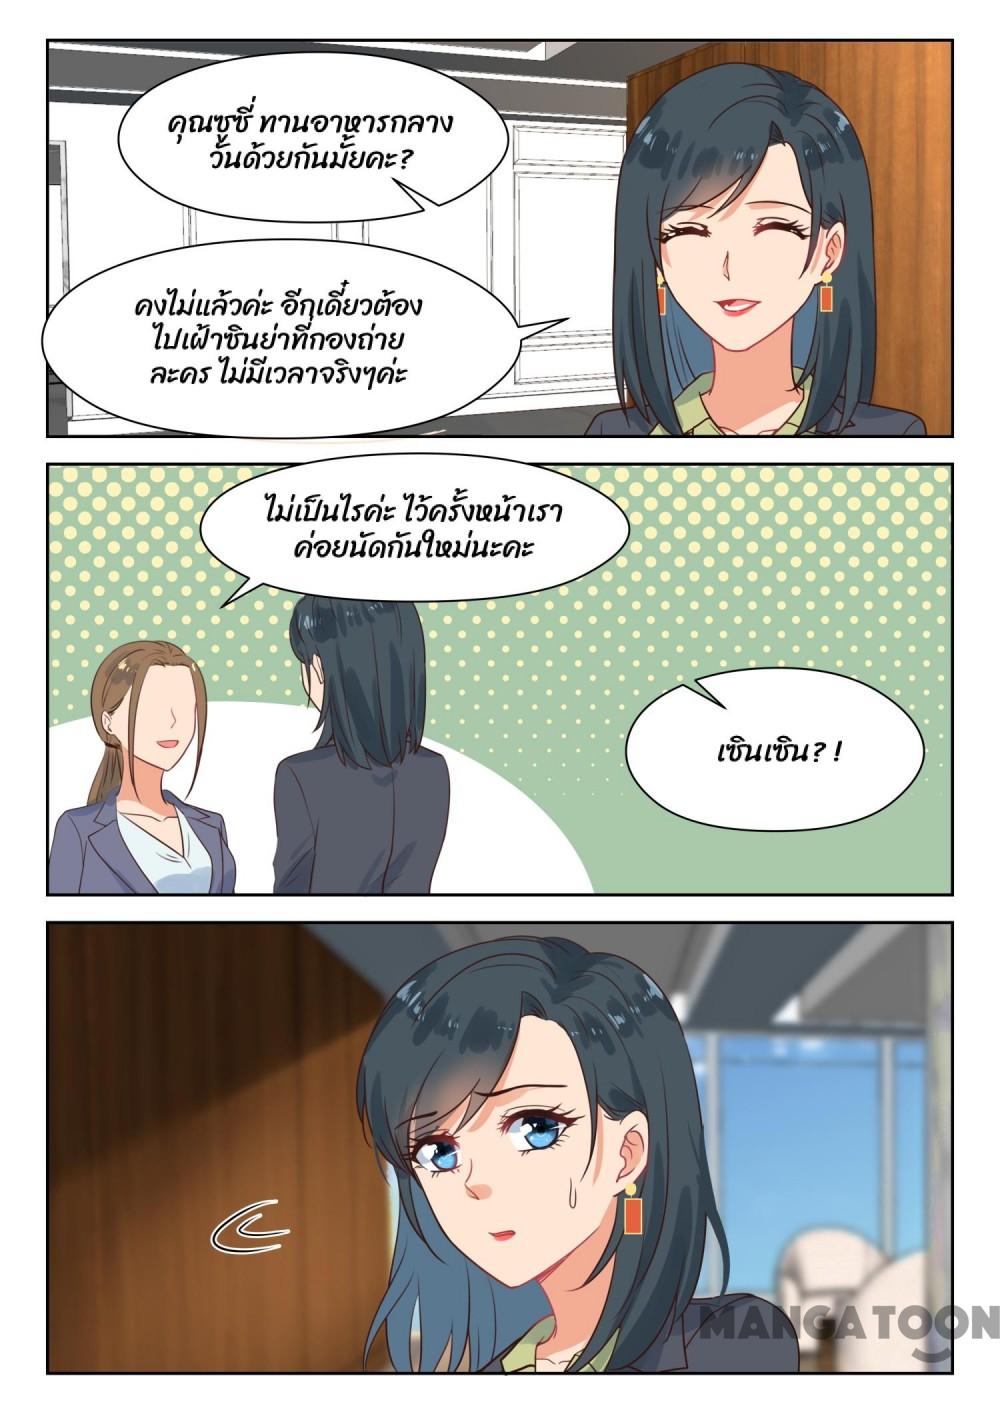 คุณซูซี่ ทานอาหารกลาง
วันด้วยกันมั้ยคะ?
คงไม่แล้วค่ะ อีกเดี๋ยวต้อง
ไปเฝ้าซินย่าที่กองถ่าย
ละคร ไม่มีเวลาจริงๆค่ะ
ไม่เป็นไรค่ะ ไว้ครั้งหน้าเรา
ค่อยนัดกันใหม่นะคะ
เซินเซิน? !
MANGATOON